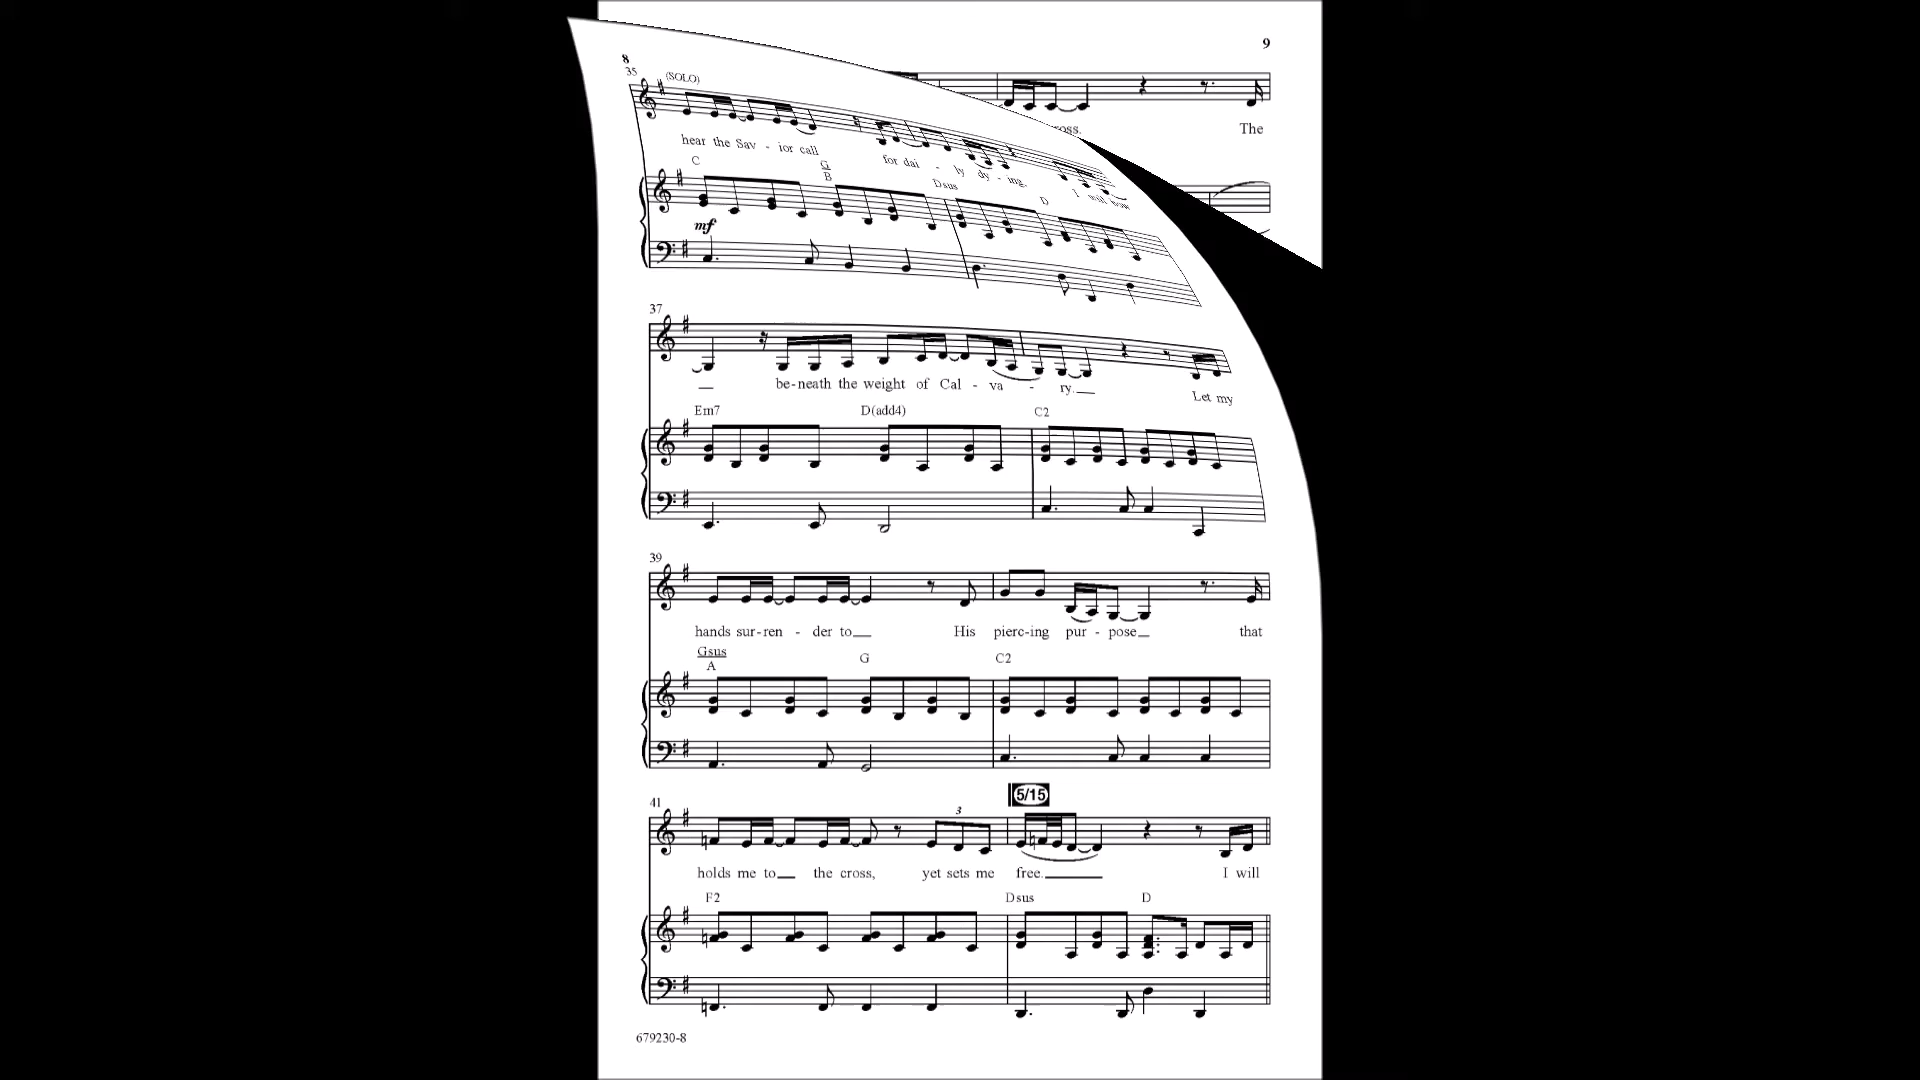 9
The
8
35
(SOLO)
hear the Sav - ior call for dai - ly dy - ing, I will bow
C G B Dsus D
mf
37
be-neath the weight of Cal - va - ry. Let my
Em7 D(add4) C2
39
hands sur-ren - der to His pierc-ing pur - pose that
Gsus A G C2
5/15
41
3
holds me to the cross, yet sets me free. I will
F2 Dsus D
679230-8